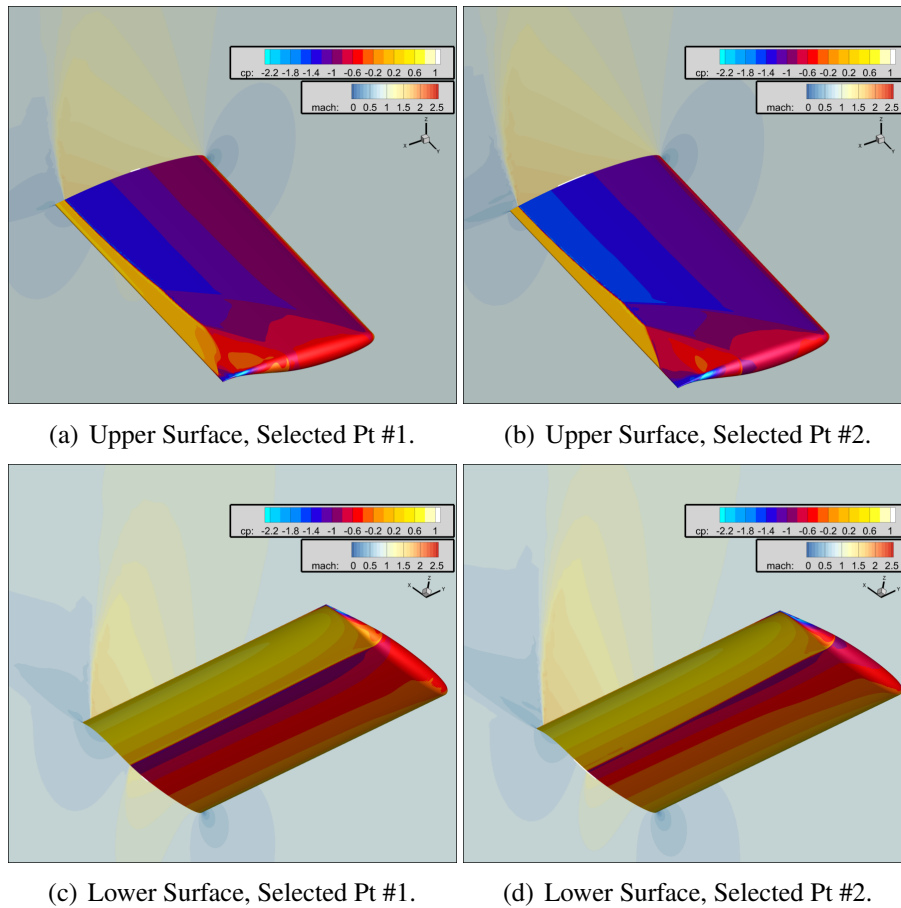 cp: -2.2 -1.8 -1.4 -1 -0.6 -0.2 0.2 0.6 1
mach: 0 0.5 1 1.5 2 2.5
Z
X Y
cp: -2.2 -1.8 -1.4 -1 -0.6 -0.2 0.2 0.6 1
mach: 0 0.5 1 1.5 2 2.5
Z
X Y
(a) Upper Surface, Selected Pt #1.
(b) Upper Surface, Selected Pt #2.
cp: -2.2 -1.8 -1.4 -1 -0.6 -0.2 0.2 0.6 1
mach: 0 0.5 1 1.5 2 2.5
X Z Y
cp: -2.2 -1.8 -1.4 -1 -0.6 -0.2 0.2 0.6 1
mach: 0 0.5 1 1.5 2 2.5
X Z Y
(c) Lower Surface, Selected Pt #1.
(d) Lower Surface, Selected Pt #2.